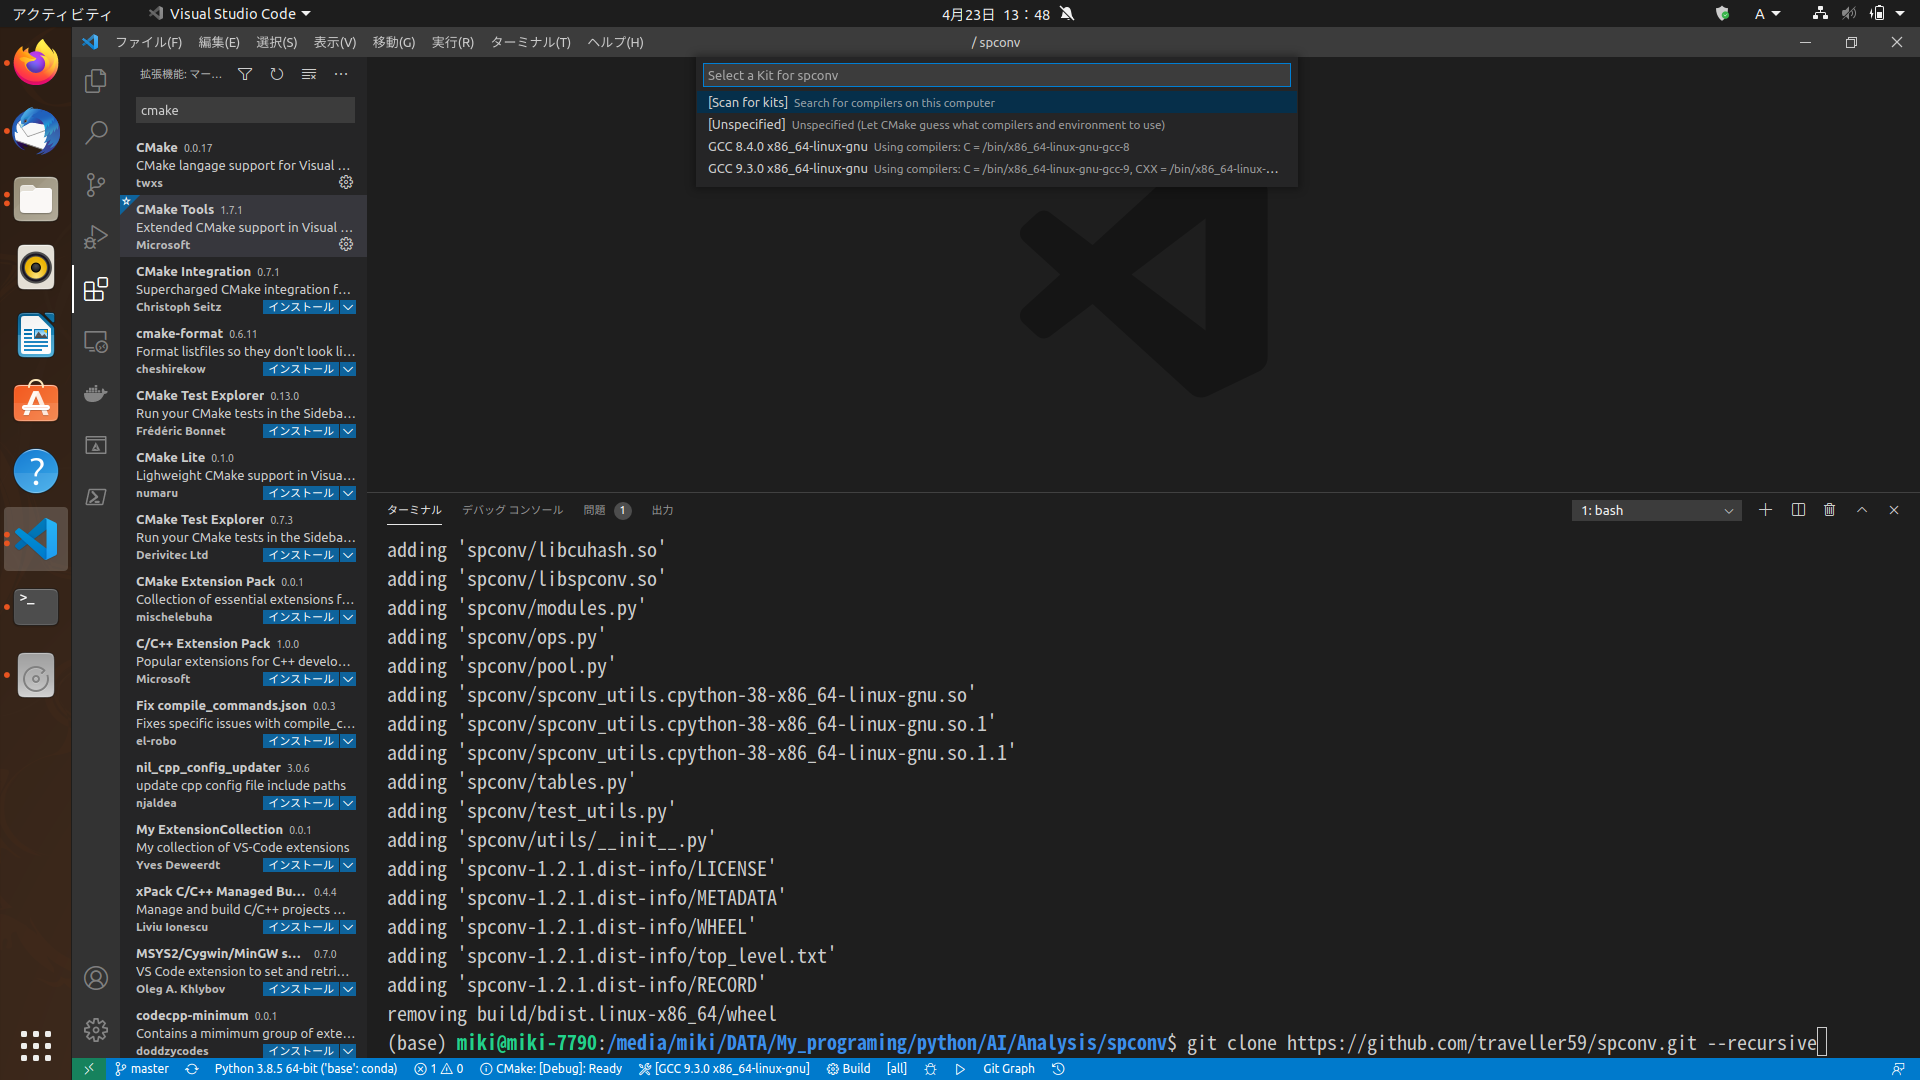 アクティビティ
Visual Studio Code
4月23日 13：48
A
ファイル(F) 編集(E) 選択(S) 表示(V) 移動(G) 実行(R) ターミナル(T) ヘルプ(H)
/ spconv
拡張機能: マー...
cmake
CMake 0.0.17
CMake langage support for Visual ...
twxs
CMake Tools 1.7.1
Extended CMake support in Visual ...
Microsoft
CMake Integration 0.7.1
Supercharged CMake integration f...
Christoph Seitz インストール
cmake-format 0.6.11
Format listfiles so they don't look li...
cheshirekow インストール
CMake Test Explorer 0.13.0
Run your CMake tests in the Sideba...
Frédéric Bonnet インストール
CMake Lite 0.1.0
Lighweight CMake support in Visua...
numaru インストール
CMake Test Explorer 0.7.3
Run your CMake tests in the Sideba...
Derivitec Ltd インストール
CMake Extension Pack 0.0.1
Collection of essential extensions f...
mischelebuha インストール
C/C++ Extension Pack 1.0.0
Popular extensions for C++ develo...
Microsoft インストール
Fix compile_commands.json 0.0.3
Fixes specific issues with compile_c...
el-robo インストール
nil_cpp_config_updater 3.0.6
update cpp config file include paths
njaldea インストール
My ExtensionCollection 0.0.1
My collection of VS-Code extensions
Yves Deweerdt インストール
xPack C/C++ Managed Bu... 0.4.4
Manage and build C/C++ projects ...
Liviu Ionescu インストール
MSYS2/Cygwin/MinGW s... 0.7.0
VS Code extension to set and retri...
Oleg A. Khlybov インストール
codecpp-minimum 0.0.1
Contains a mimimum group of exte...
doddzycodes インストール
Select a Kit for spconv
[Scan for kits] Search for compilers on this computer
[Unspecified] Unspecified (Let CMake guess what compilers and environment to use)
GCC 8.4.0 x86_64-linux-gnu Using compilers: C = /bin/x86_64-linux-gnu-gcc-8
GCC 9.3.0 x86_64-linux-gnu Using compilers: C = /bin/x86_64-linux-gnu-gcc-9, CXX = /bin/x86_64-linux-...
ターミナル デバッグ コンソール 問題 1 出力
1: bash
adding 'spconv/libcuhash.so'
adding 'spconv/libspconv.so'
adding 'spconv/modules.py'
adding 'spconv/ops.py'
adding 'spconv/pool.py'
adding 'spconv/spconv_utils.cpython-38-x86_64-linux-gnu.so'
adding 'spconv/spconv_utils.cpython-38-x86_64-linux-gnu.so.1'
adding 'spconv/spconv_utils.cpython-38-x86_64-linux-gnu.so.1.1'
adding 'spconv/tables.py'
adding 'spconv/test_utils.py'
adding 'spconv/utils/__init__.py'
adding 'spconv-1.2.1.dist-info/LICENSE'
adding 'spconv-1.2.1.dist-info/METADATA'
adding 'spconv-1.2.1.dist-info/WHEEL'
adding 'spconv-1.2.1.dist-info/top_level.txt'
adding 'spconv-1.2.1.dist-info/RECORD'
removing build/bdist.linux-x86_64/wheel
(base) miki@miki-7790:/media/miki/DATA/My_programing/python/AI/Analysis/spconv$ git clone https://github.com/traveller59/spconv.git --recursive
master Python 3.8.5 64-bit ('base': conda) 1 0 CMake: [Debug]: Ready [GCC 9.3.0 x86_64-linux-gnu] Build [all] Git Graph